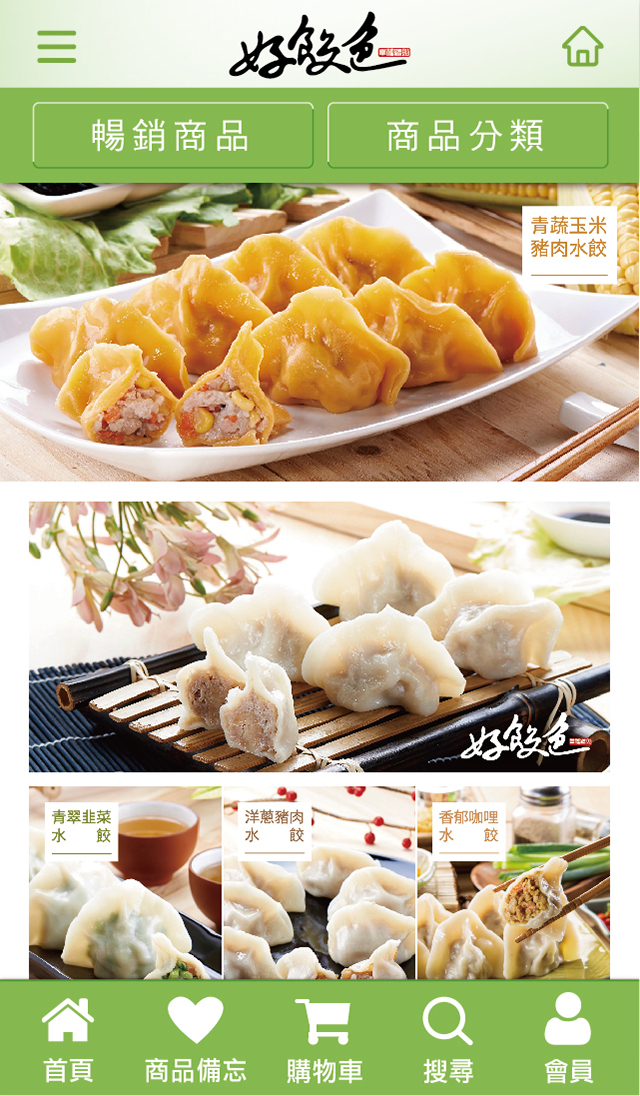 好餃色
暢銷商品
商品分類
青蔬玉米
豬肉水餃
好餃色
青翠韭菜
水 餃
洋蔥豬肉
水 餃
香郁咖哩
水 餃
首頁
商品備忘
購物車
搜尋
會員